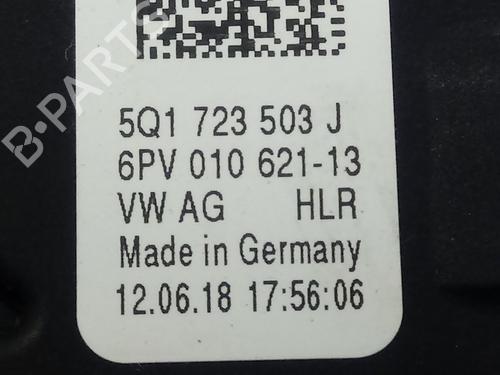 B-PARTS
5Q1 723 503 J
6PV 010 621-13
VW AG HLR
Made in Germany
12.06.18 17:56:06